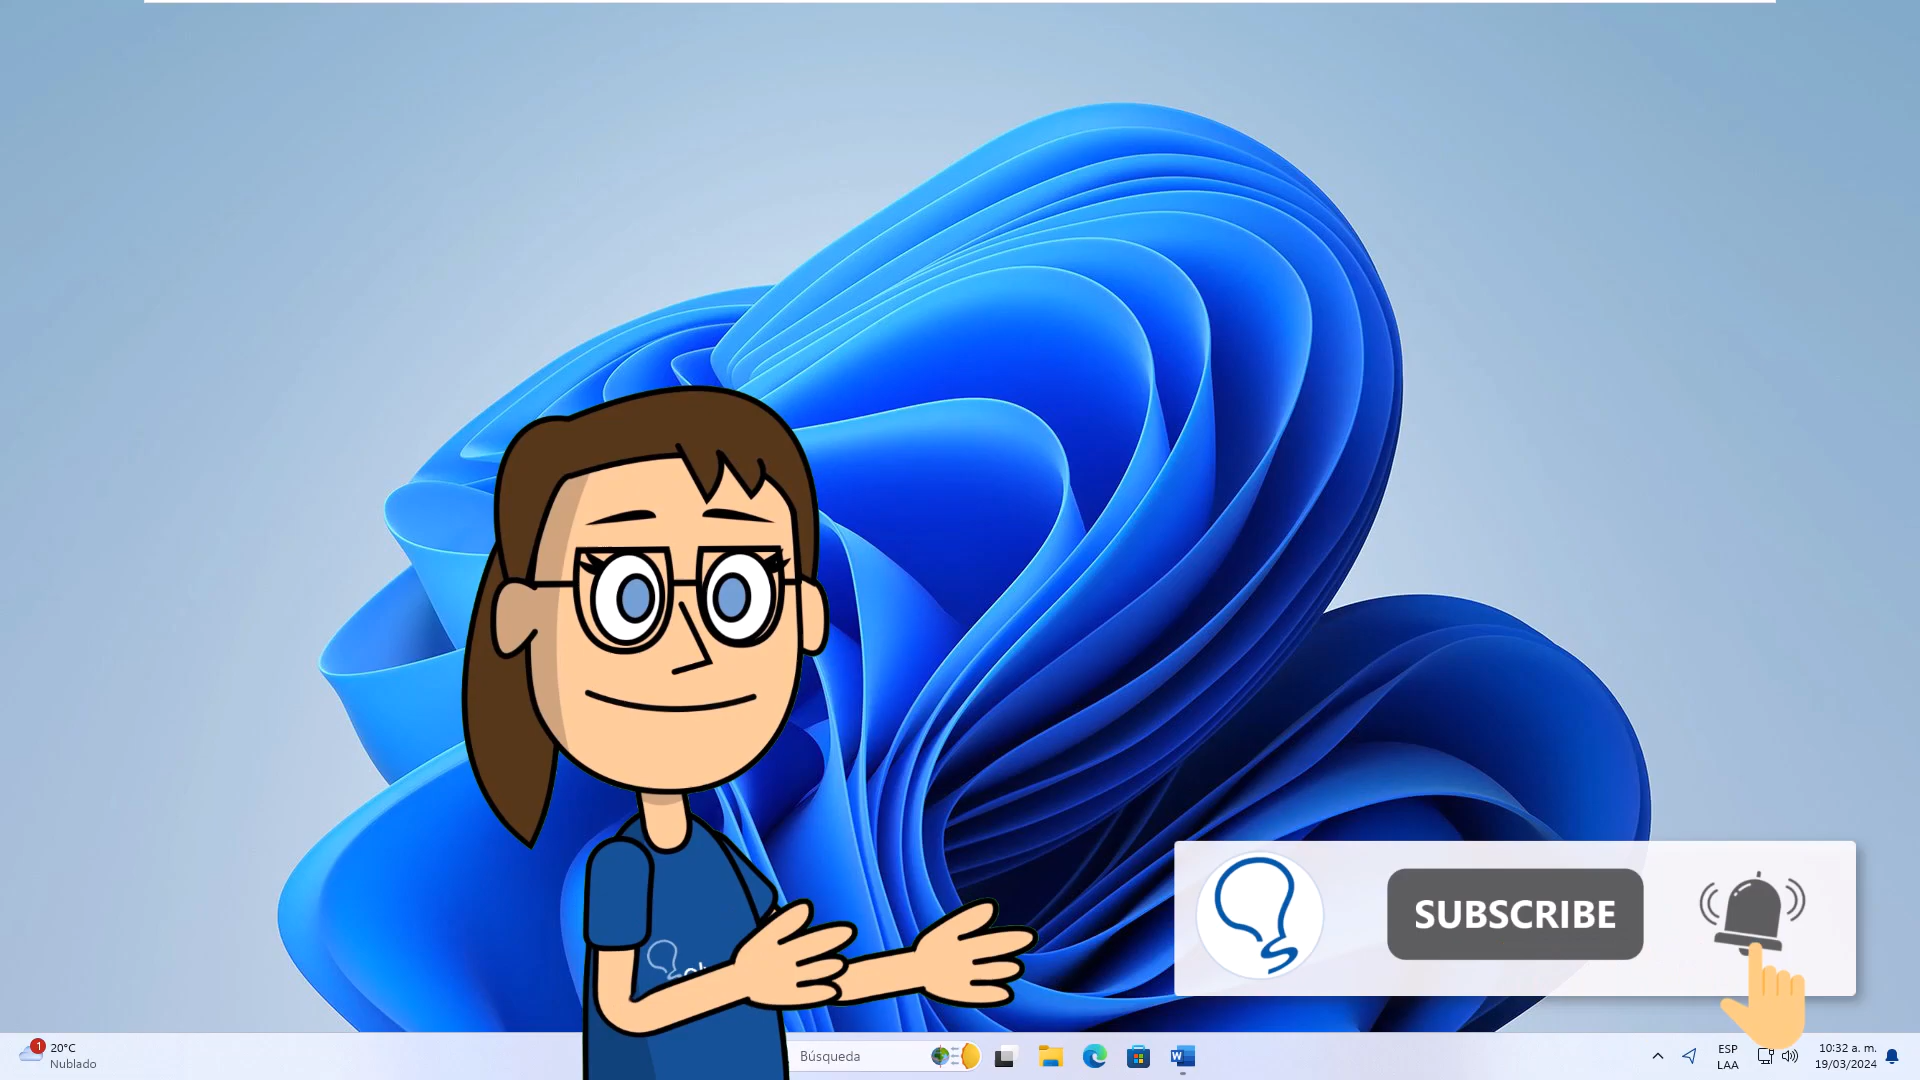 SUBSCRIBE
1
20°C
Nublado
Búsqueda
W
ESP
LAA
10:32 a. m.
19/03/2024